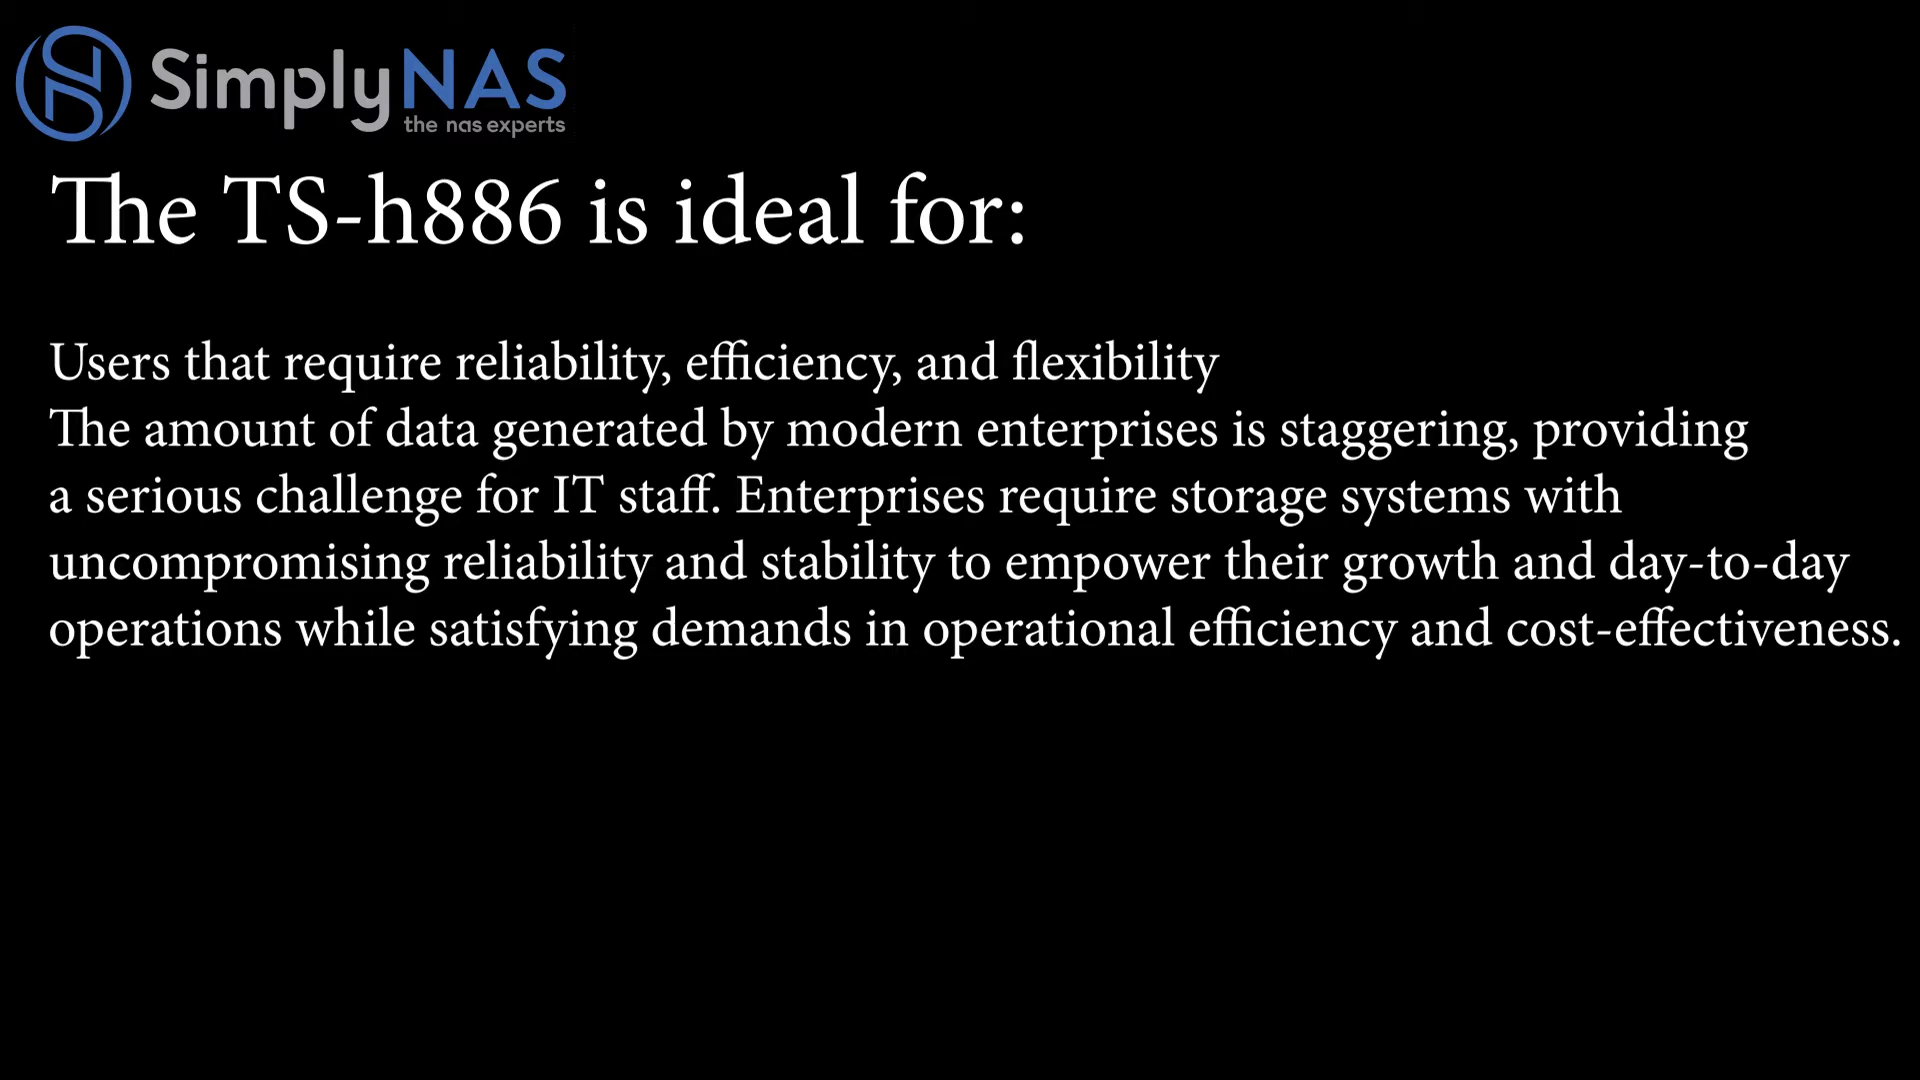 SimplyNAS
the nas experts
The TS-h886 is ideal for:
Users that require reliability, efficiency, and flexibility
The amount of data generated by modern enterprises is staggering, providing
a serious challenge for IT staff. Enterprises require storage systems with
uncompromising reliability and stability to empower their growth and day-to-day
operations while satisfying demands in operational efficiency and cost-effectiveness.